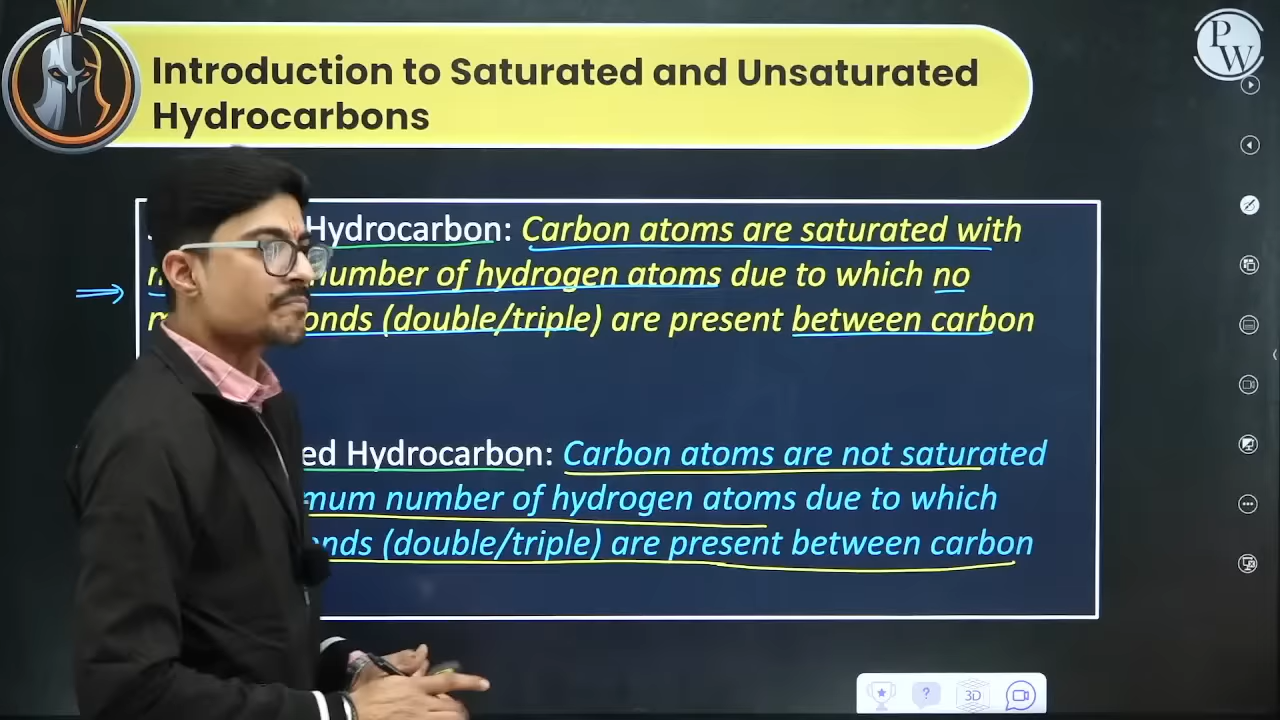 Introduction to Saturated and Unsaturated
Hydrocarbons
PW
Hydrocarbon: Carbon atoms are saturated with
number of hydrogen atoms due to which no
onds (double/triple) are present between carbon
ed Hydrocarbon: Carbon atoms are not saturated
mum number of hydrogen atoms due to which
onds (double/triple) are present between carbon
?
3D